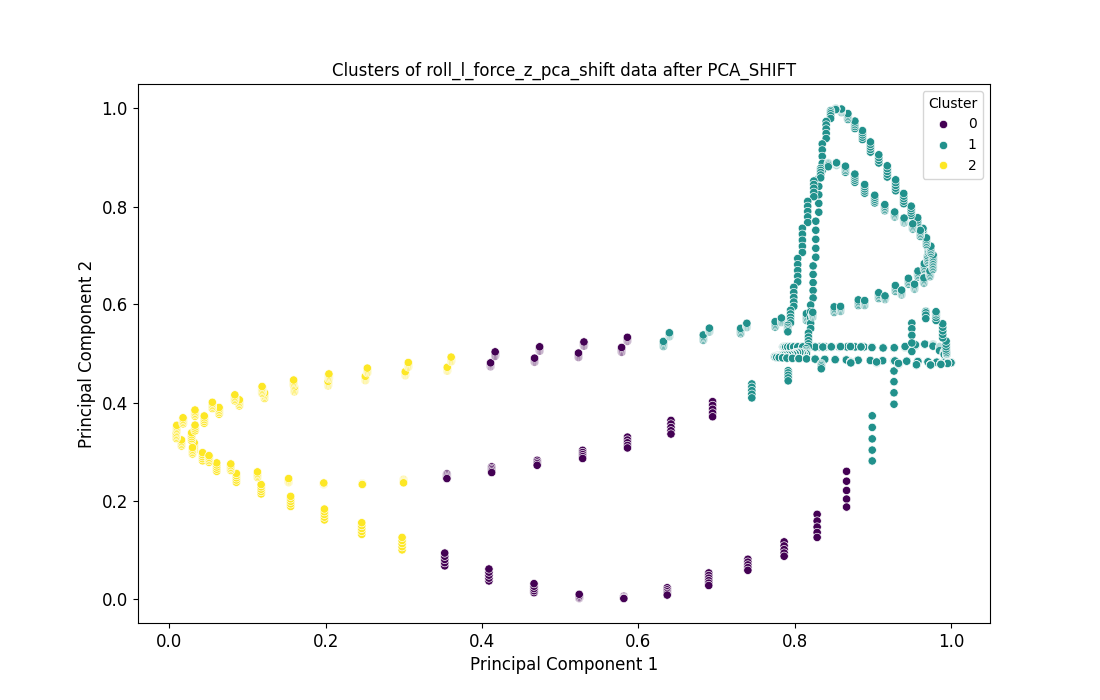 Clusters of roll_l_force_z_pca_shift data after PCA_SHIFT
Cluster
0
1
2
1.0
0.8
0.6
0.4
0.2
0.0
Principal Component 2
0.0 0.2 0.4 0.6 0.8 1.0
Principal Component 1